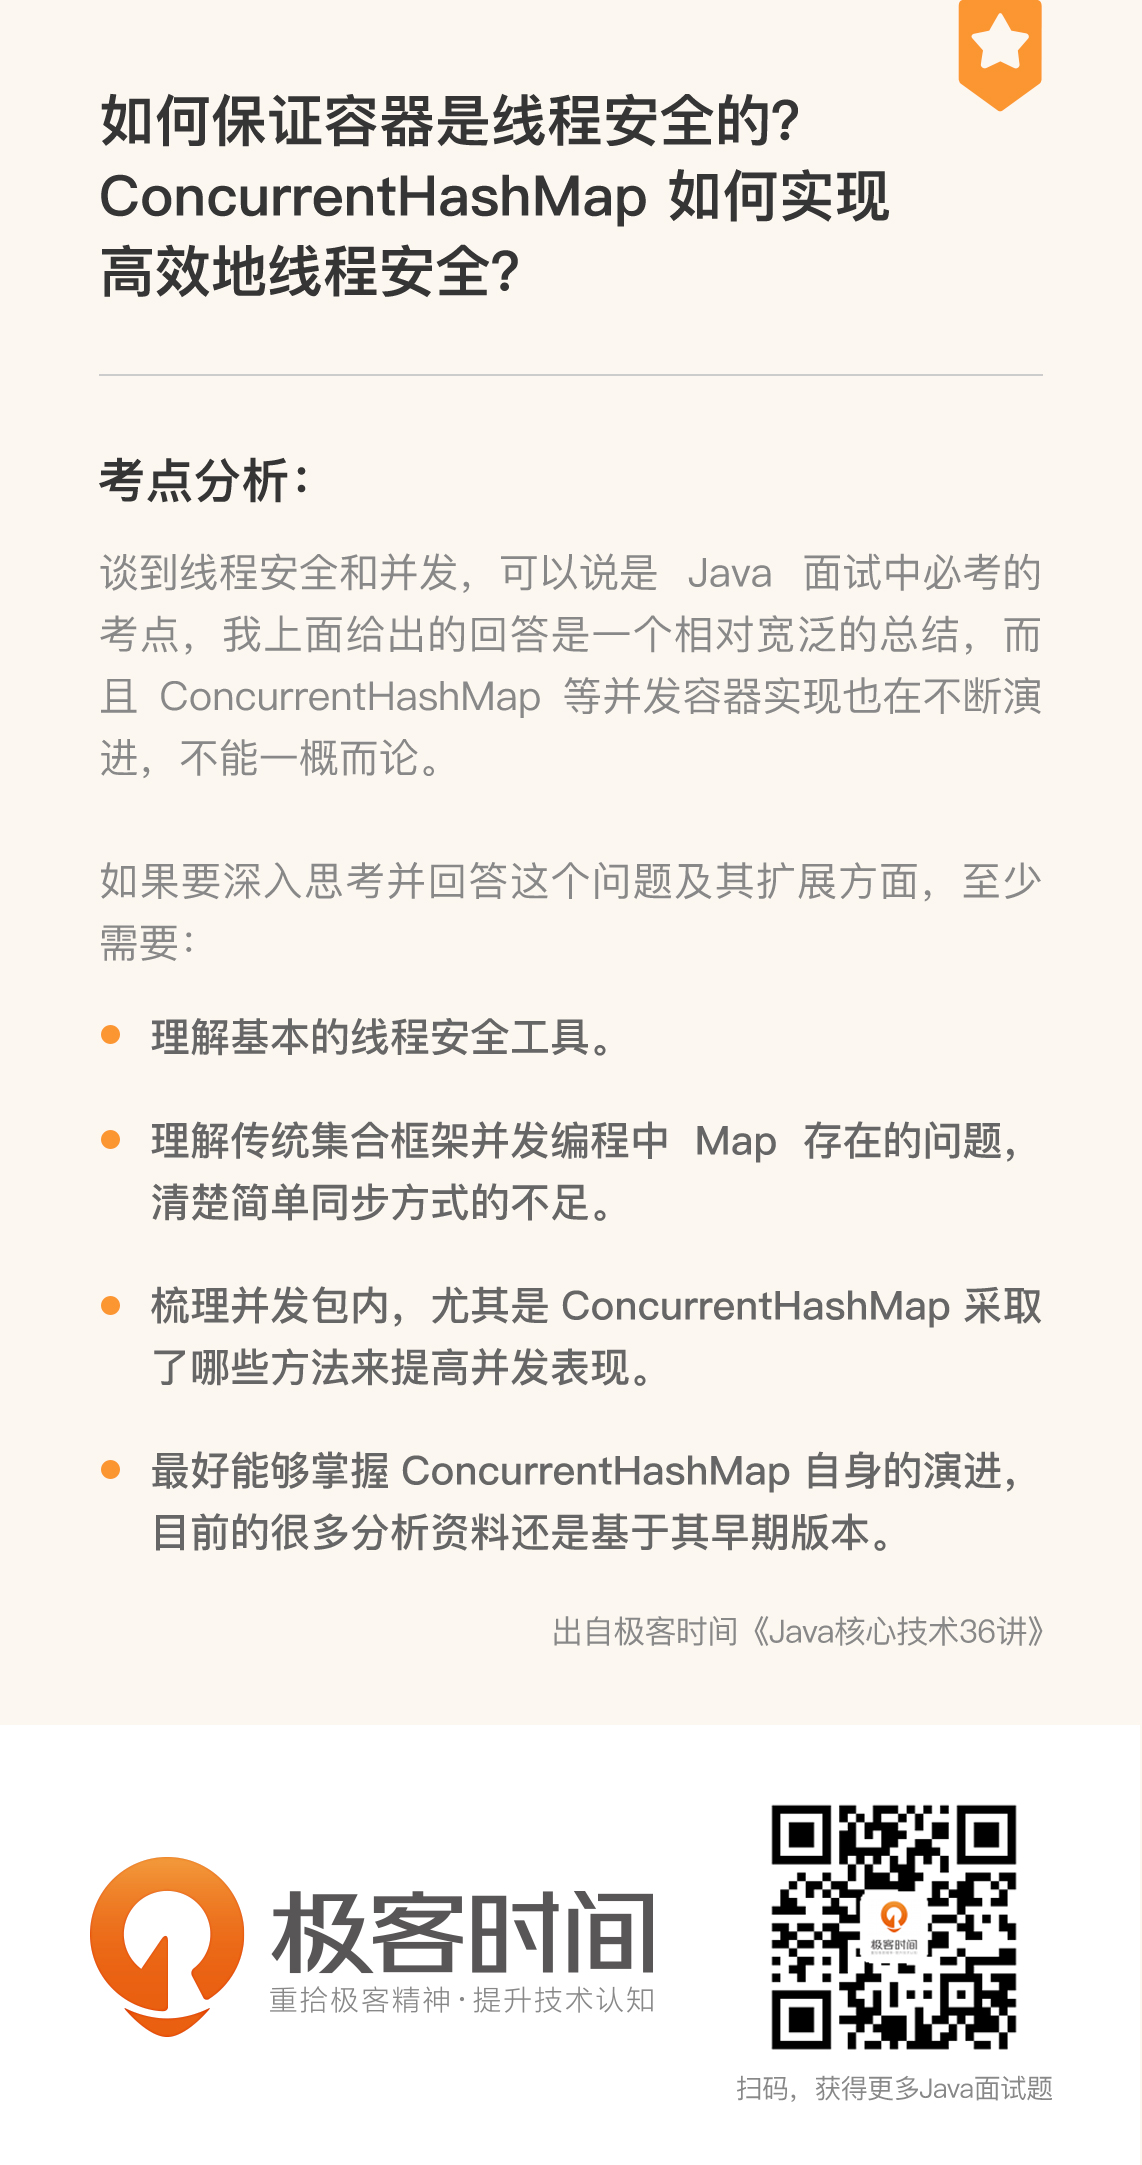 如何保证容器是线程安全的?
ConcurrentHashMap 如何实现
高效地线程安全?
考点分析：
谈到线程安全和并发，可以说是 Java 面试中必考的
考点，我上面给出的回答是一个相对宽泛的总结，而
且 ConcurrentHashMap 等并发容器实现也在不断演
进，不能一概而论。
如果要深入思考并回答这个问题及其扩展方面，至少
需要：
理解基本的线程安全工具。
理解传统集合框架并发编程中 Map 存在的问题，
清楚简单同步方式的不足。
梳理并发包内，尤其是 ConcurrentHashMap 采取
了哪些方法来提高并发表现。
最好能够掌握 ConcurrentHashMap 自身的演进，
目前的很多分析资料还是基于其早期版本。
出自极客时间《Java核心技术36讲》
极客时间
重拾极客精神·提升技术认知
极客时间
扫码，获得更多Java面试题